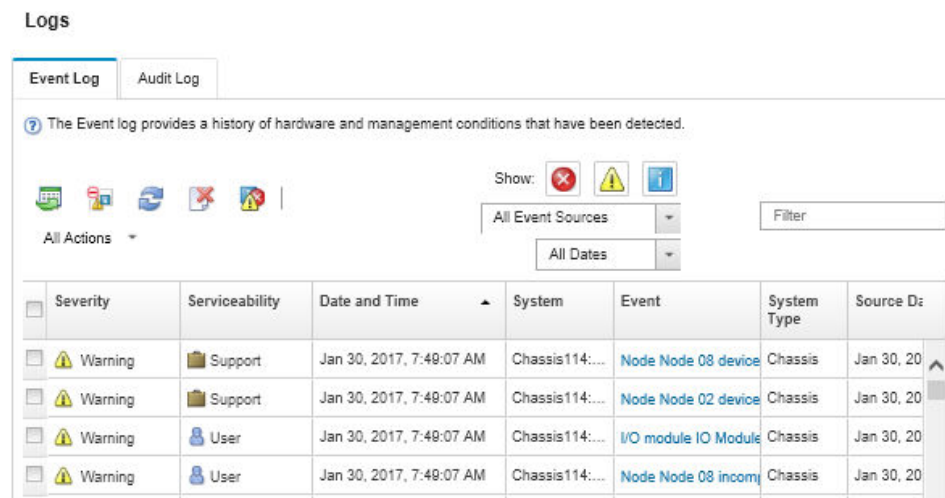 Logs
Event Log Audit Log
? The Event log provides a history of hardware and management conditions that have been detected.
Show:
All Event Sources
Filter
All Actions
All Dates
Severity Serviceability Date and Time System Event System Type Source Da
Warning Support Jan 30, 2017, 7:49:07 AM Chassis114:... Node Node 08 device Chassis Jan 30, 20
Warning Support Jan 30, 2017, 7:49:07 AM Chassis114:... Node Node 02 device Chassis Jan 30, 20
Warning User Jan 30, 2017, 7:49:07 AM Chassis114:... I/O module IO Module Chassis Jan 30, 20
Warning User Jan 30, 2017, 7:49:07 AM Chassis114:... Node Node 08 incomp Chassis Jan 30, 20